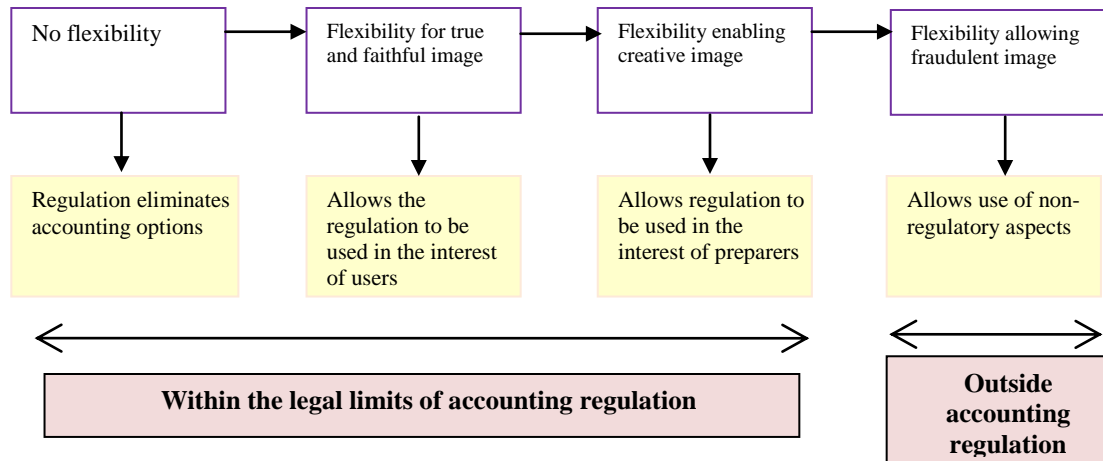 No flexibility
Flexibility for true
and faithful image
Flexibility enabling
creative image
Flexibility allowing
fraudulent image
Regulation eliminates
accounting options
Allows the
regulation to be
used in the interest
of users
Allows regulation to
be used in the
interest of preparers
Allows use of non-
regulatory aspects
Within the legal limits of accounting regulation
Outside
accounting
regulation